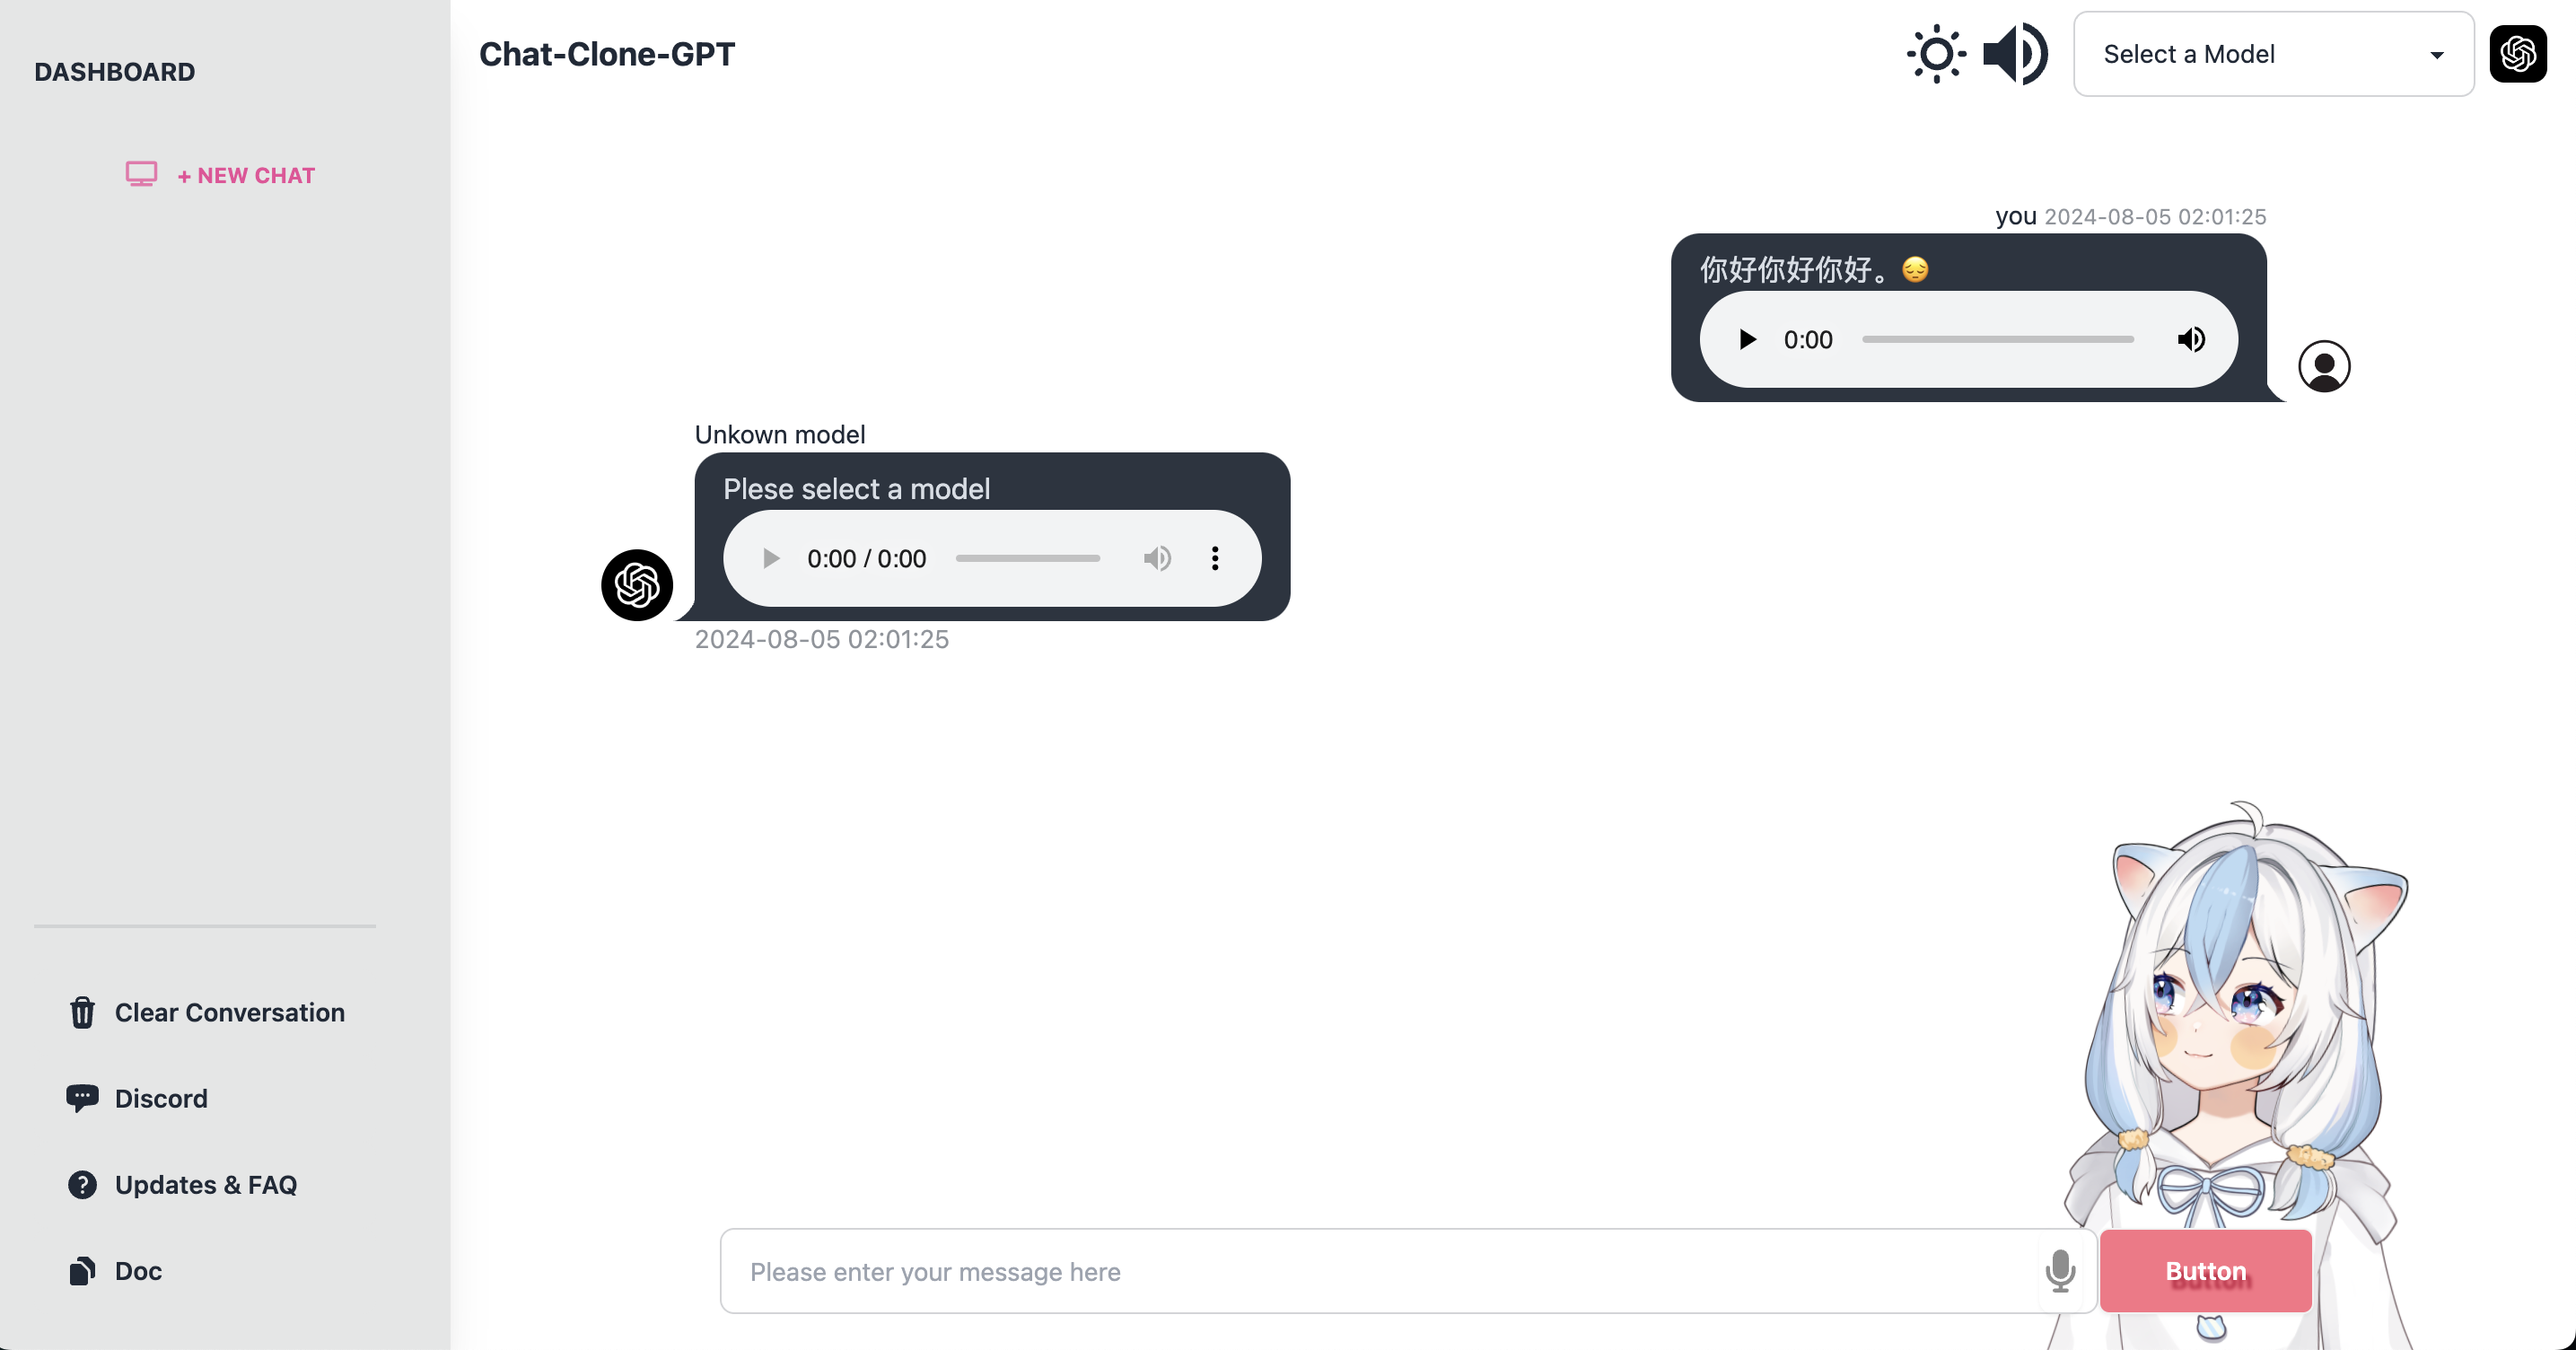 DASHBOARD
+ NEW CHAT
Clear Conversation
Discord
Updates & FAQ
Doc
Chat-Clone-GPT
Select a Model
you 2024-08-05 02:01:25
你好你好你好。😔
0:00
Unkown model
Plese select a model
0:00 / 0:00
2024-08-05 02:01:25
Please enter your message here
Button